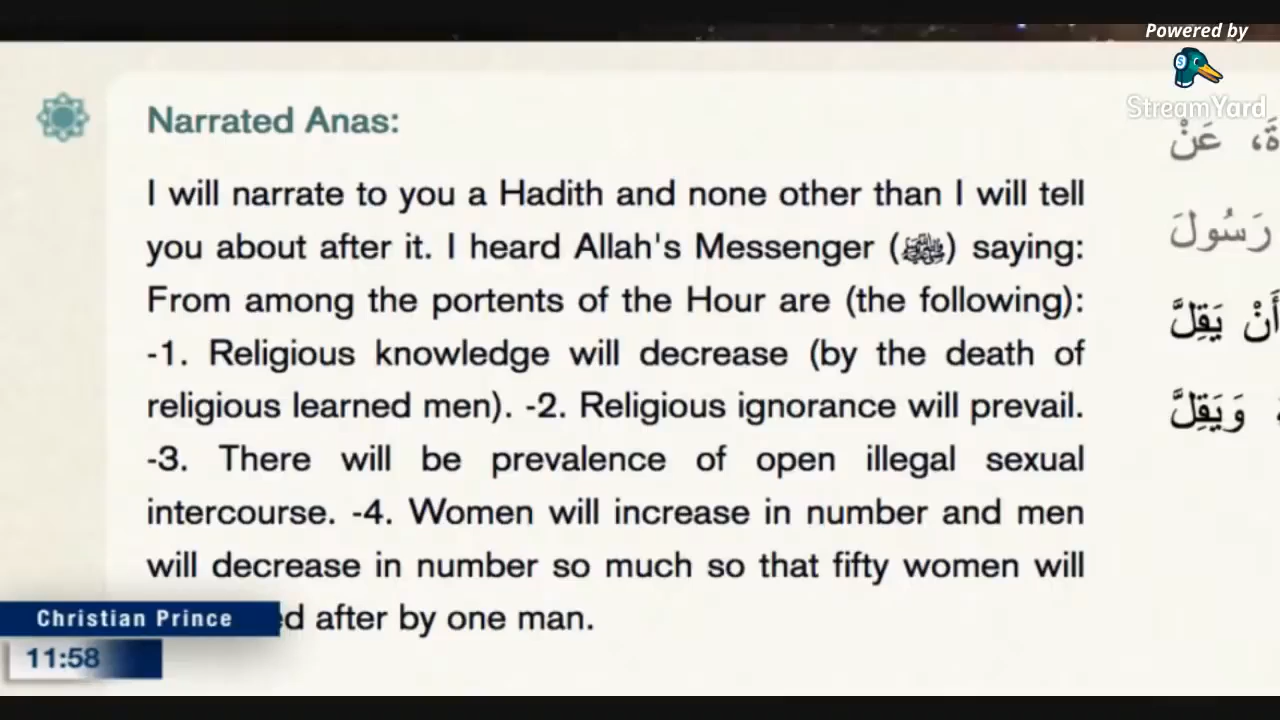 Powered by
StreamYard
Narrated Anas:
I will narrate to you a Hadith and none other than I will tell
you about after it. I heard Allah's Messenger (ﷺ) saying:
From among the portents of the Hour are (the following):
-1. Religious knowledge will decrease (by the death of
religious learned men). -2. Religious ignorance will prevail.
-3. There will be prevalence of open illegal sexual
intercourse. -4. Women will increase in number and men
will decrease in number so much so that fifty women will
after by one man.
ةَ، عَنْ
رَسُولَ
أَنْ يَقِلَّ
وَيَقِلَّ
Christian Prince
11:58